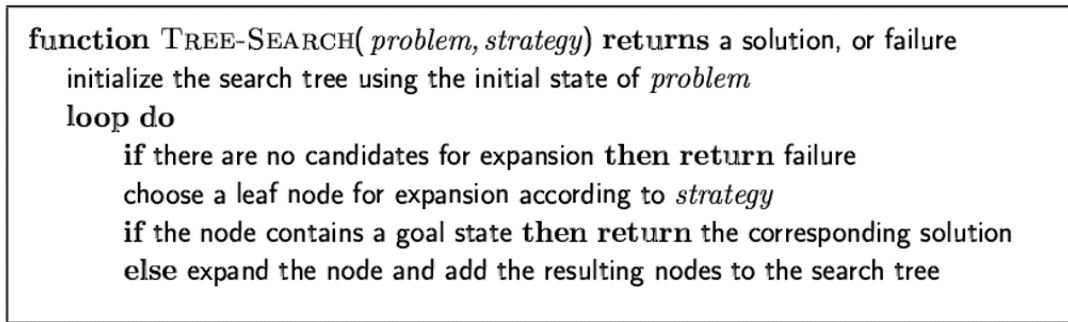 function TREE-SEARCH( problem, strategy) returns a solution, or failure
initialize the search tree using the initial state of problem
loop do
if there are no candidates for expansion then return failure
choose a leaf node for expansion according to strategy
if the node contains a goal state then return the corresponding solution
else expand the node and add the resulting nodes to the search tree